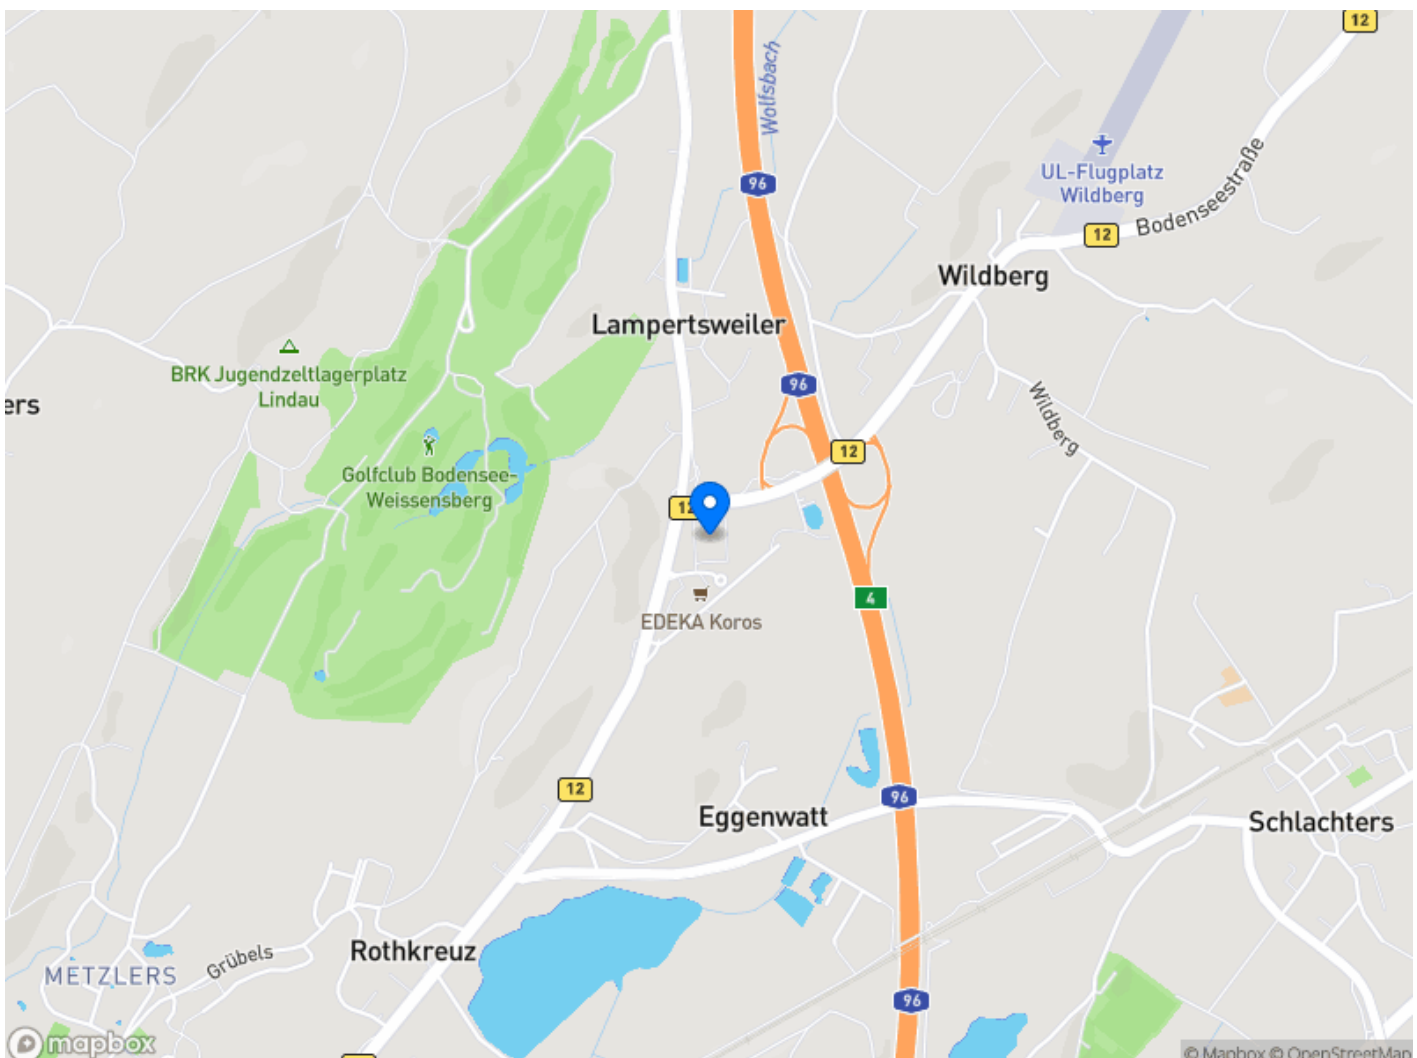 12
Wolfsbach
96
UL-Flugplatz
Wildberg
Bodenseestraße
12
Wildberg
Lampertsweiler
BRK Jugendzeltlagerplatz
Lindau
96
ers
Wildberg
12
Golfclub Bodensee-
Weissensberg
12
4
EDEKA Koros
12
96
Eggenwatt
Schlachters
Rothkreuz
Grübels
METZLERS
96
mapbox
© Mapbox © OpenStreetMap